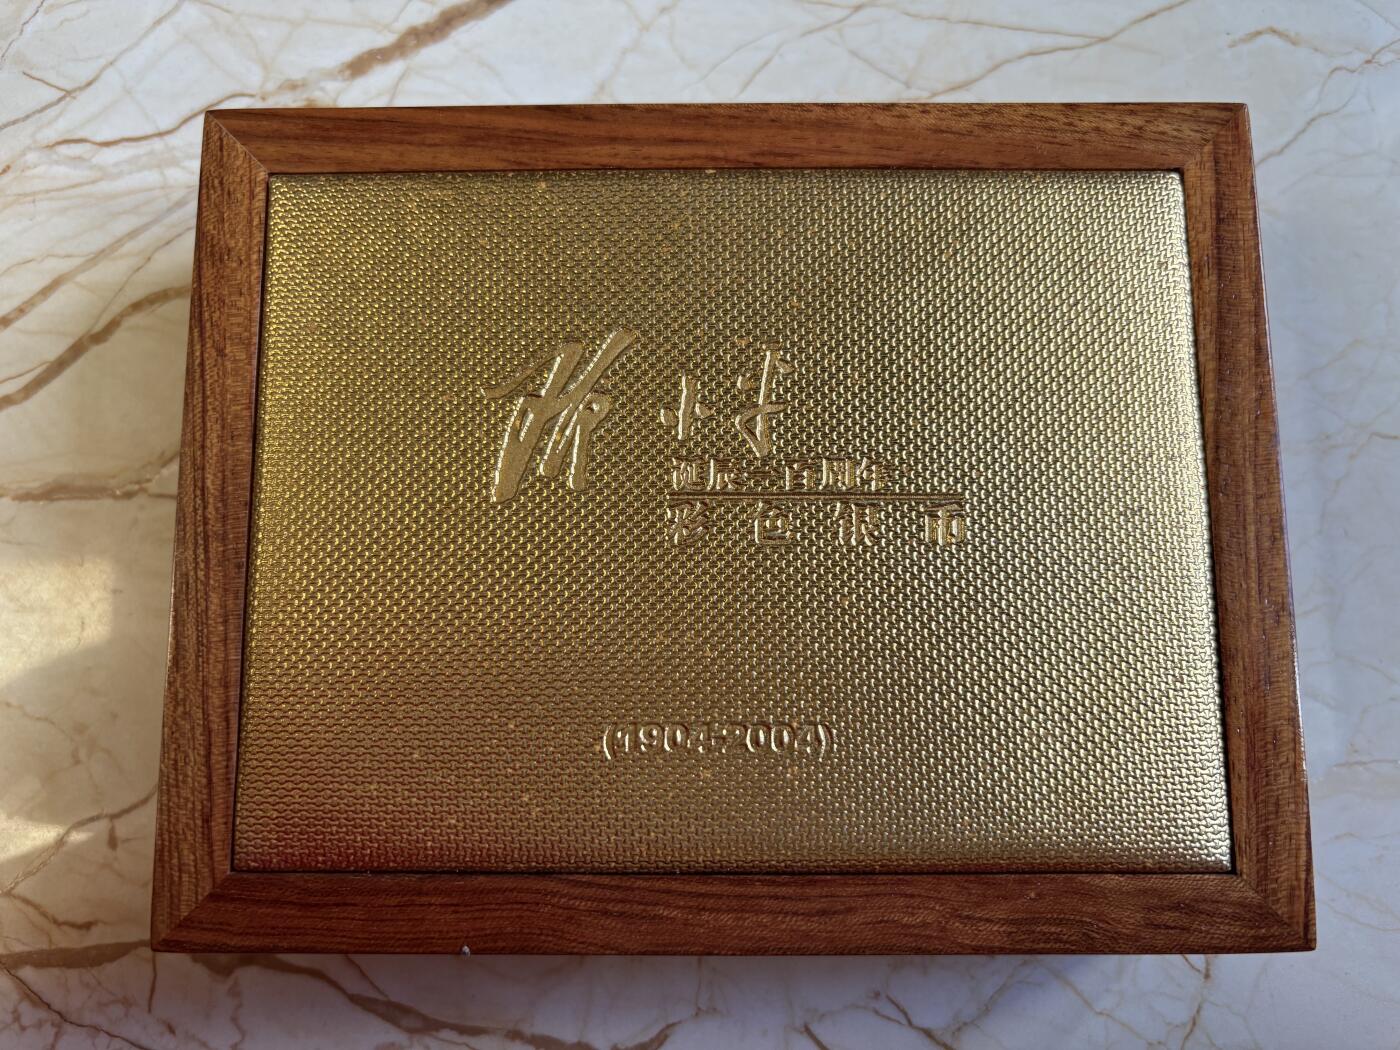 邓小平
诞辰一百周年
彩色银币
(1904-2004)